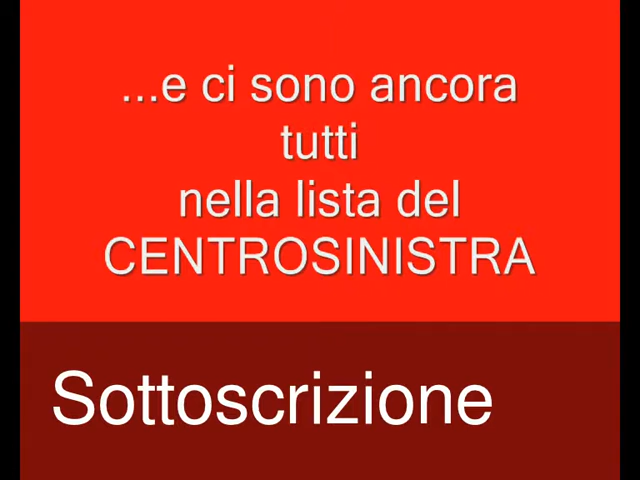 ...e ci sono ancora
tutti
nella lista del
CENTROSINISTRA
Sottoscrizione